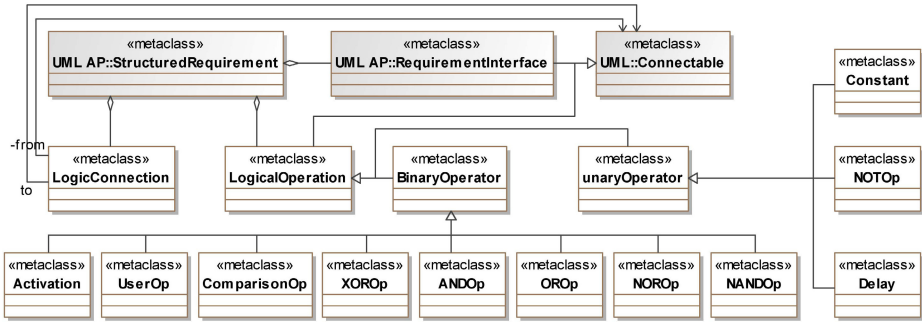 «metaclass»
UML AP::StructuredRequirement
«metaclass»
UML AP::RequirementInterface
«metaclass»
UML::Connectable
«metaclass»
Constant
-from
to
«metaclass»
LogicConnection
«metaclass»
LogicalOperation
«metaclass»
BinaryOperator
«metaclass»
unaryOperator
«metaclass»
NOTOp
«metaclass»
Activation
«metaclass»
UserOp
«metaclass»
ComparisonOp
«metaclass»
XOROp
«metaclass»
ANDOp
«metaclass»
OROp
«metaclass»
NOROp
«metaclass»
NANDOp
«metaclass»
Delay